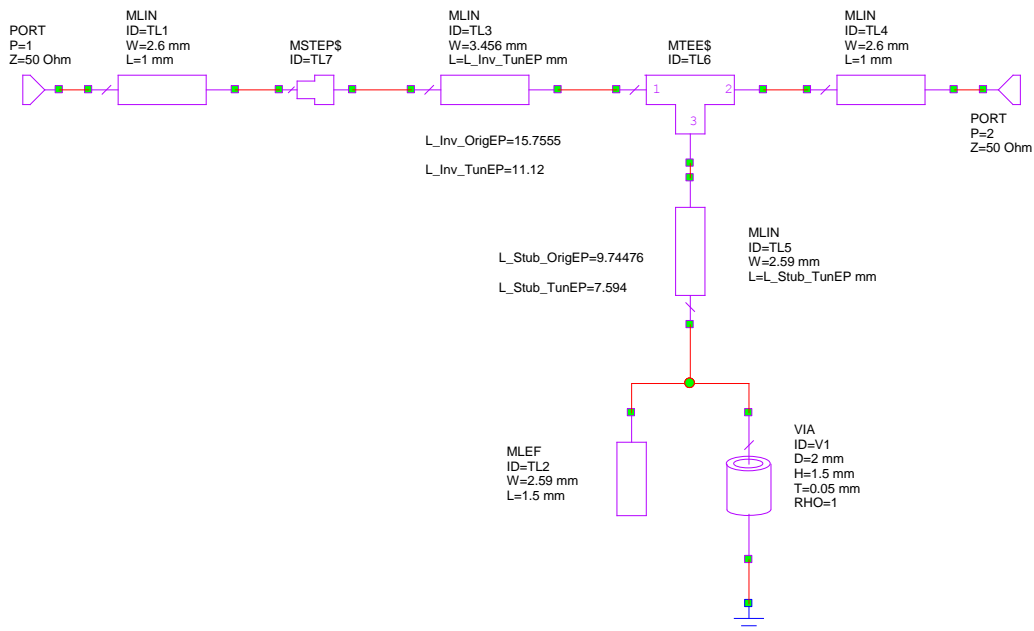 PORT
P=1
Z=50 Ohm
MLIN
ID=TL1
W=2.6 mm
L=1 mm
MSTEP$
ID=TL7
MLIN
ID=TL3
W=3.456 mm
L=L_Inv_TunEP mm
MTEE$
ID=TL6
1
2
3
MLIN
ID=TL4
W=2.6 mm
L=1 mm
PORT
P=2
Z=50 Ohm
L_Inv_OrigEP=15.7555
L_Inv_TunEP=11.12
L_Stub_OrigEP=9.74476
L_Stub_TunEP=7.594
MLIN
ID=TL5
W=2.59 mm
L=L_Stub_TunEP mm
MLEF
ID=TL2
W=2.59 mm
L=1.5 mm
VIA
ID=V1
D=2 mm
H=1.5 mm
T=0.05 mm
RHO=1